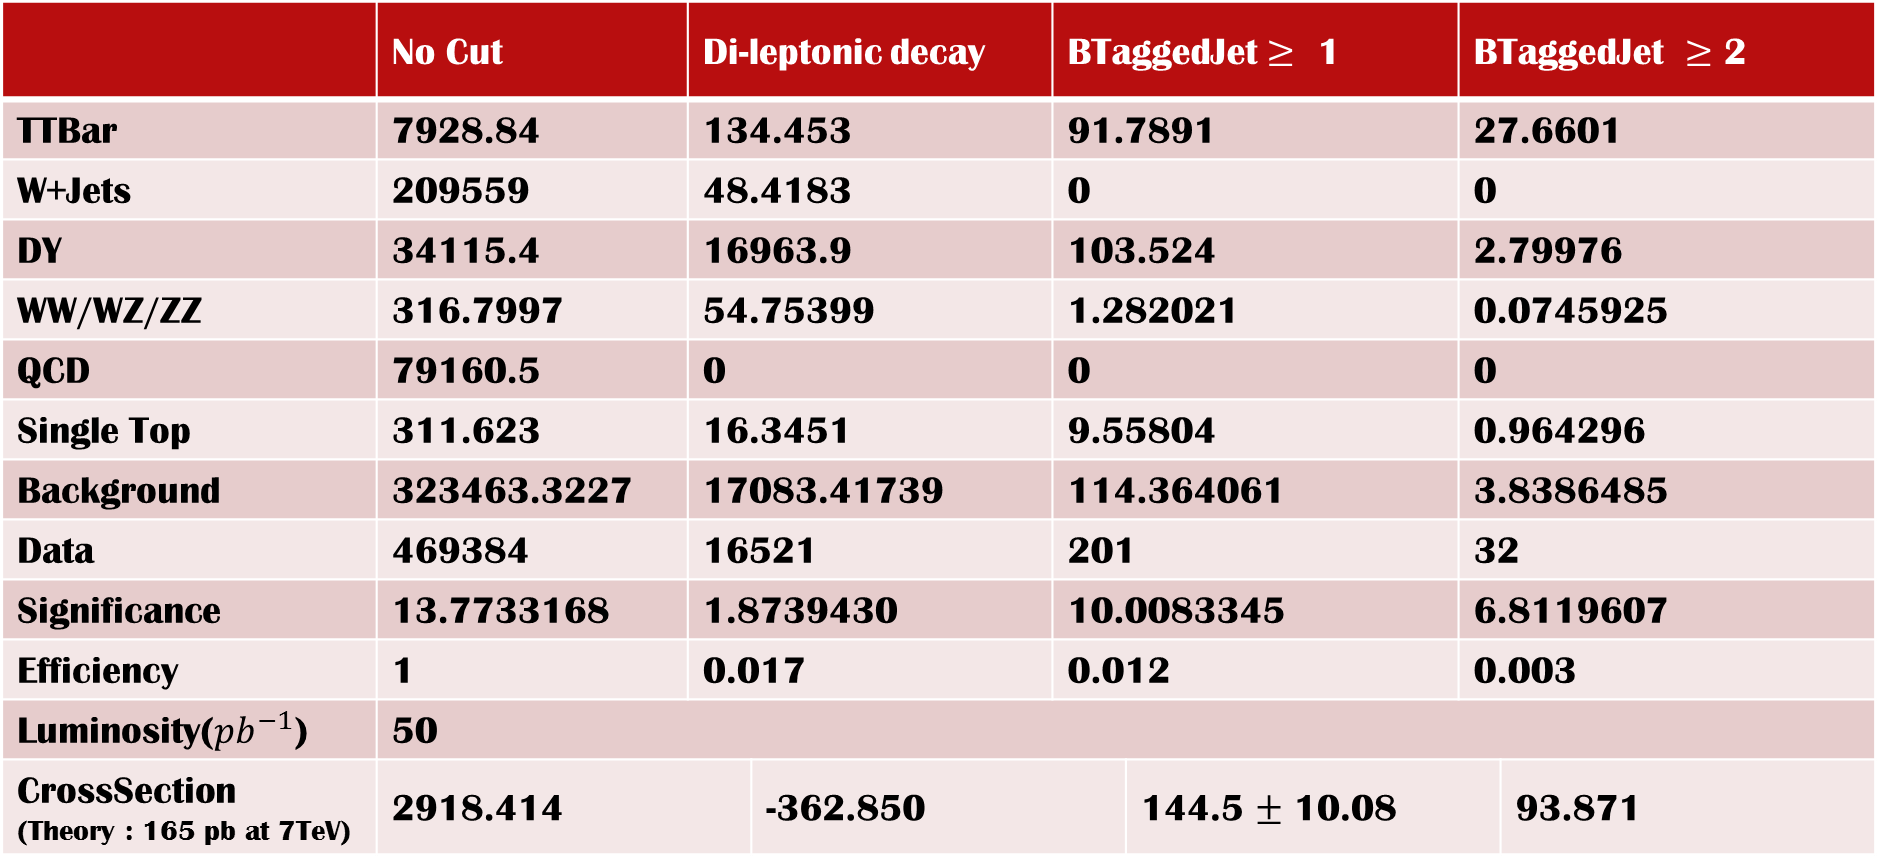 No Cut Di-leptonic decay BTaggedJet ≥ 1 BTaggedJet ≥ 2
TTBar 7928.84 134.453 91.7891 27.6601
W+Jets 209559 48.4183 0 0
DY 34115.4 16963.9 103.524 2.79976
WW/WZ/ZZ 316.7997 54.75399 1.282021 0.0745925
QCD 79160.5 0 0 0
Single Top 311.623 16.3451 9.55804 0.964296
Background 323463.3227 17083.41739 114.364061 3.8386485
Data 469384 16521 201 32
Significance 13.7733168 1.8739430 10.0083345 6.8119607
Efficiency 1 0.017 0.012 0.003
Luminosity(pb⁻¹) 50
CrossSection
(Theory : 165 pb at 7TeV) 2918.414 -362.850 144.5 ± 10.08 93.871